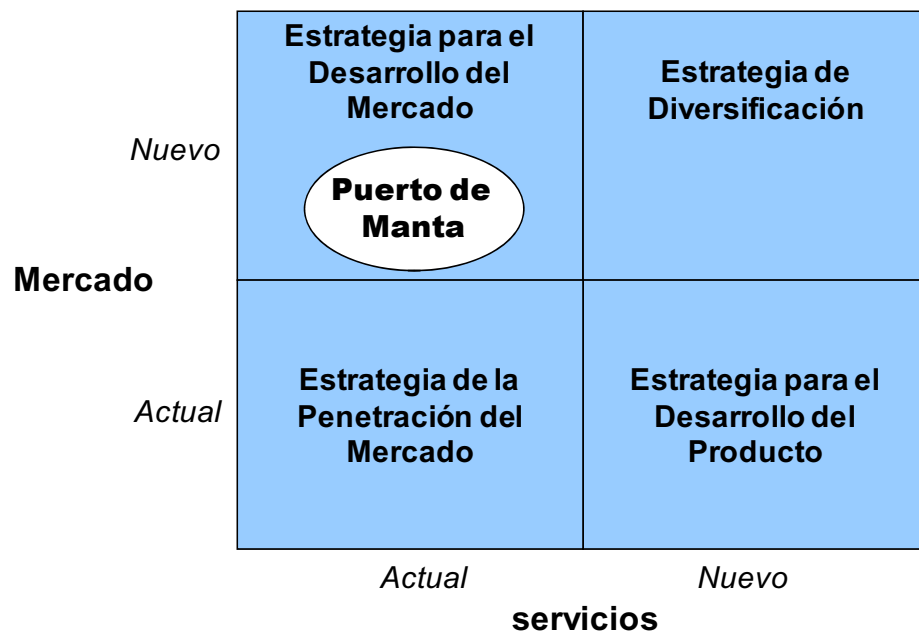 Estrategia para el
Desarrollo del
Mercado
Estrategia de
Diversificación
Nuevo
Puerto de
Manta
Mercado
Estrategia de la
Penetración del
Mercado
Estrategia para el
Desarrollo del
Producto
Actual
Actual
Nuevo
servicios